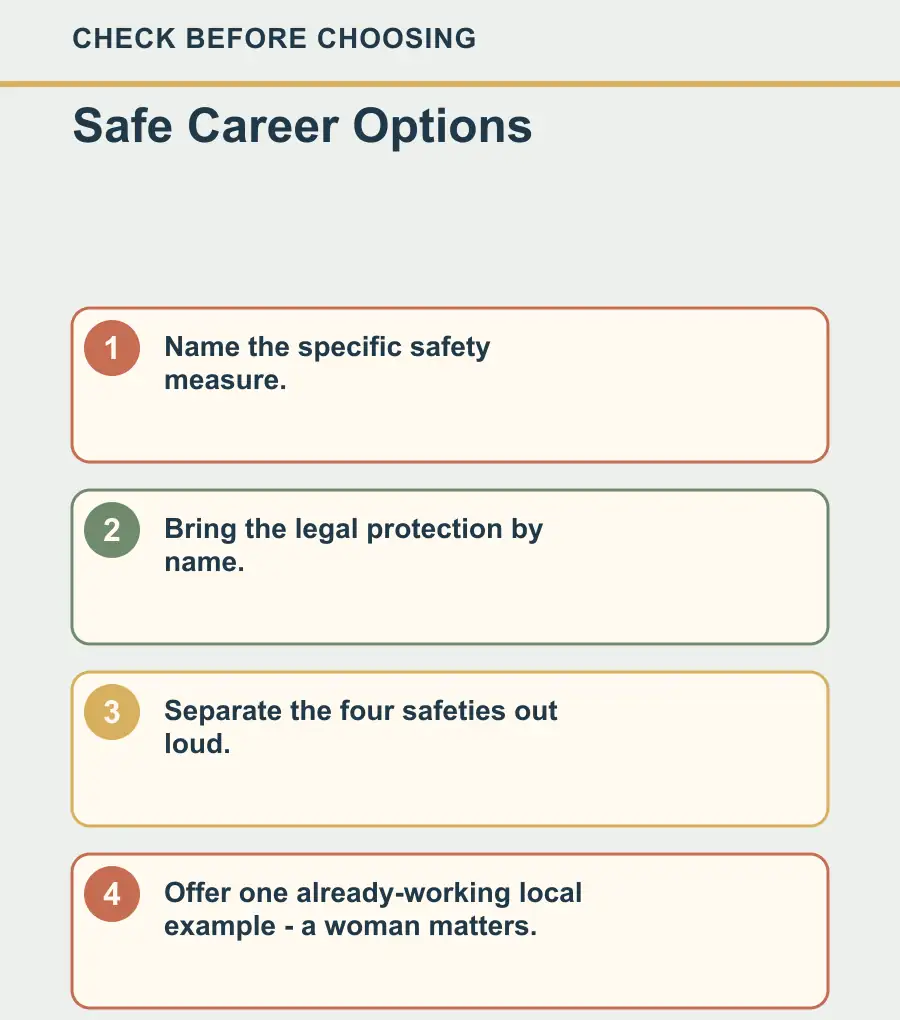 CHECK BEFORE CHOOSING
Safe Career Options
1
Name the specific safety
measure.
2
Bring the legal protection by
name.
3
Separate the four safeties out
loud.
4
Offer one already-working local
example - a woman matters.